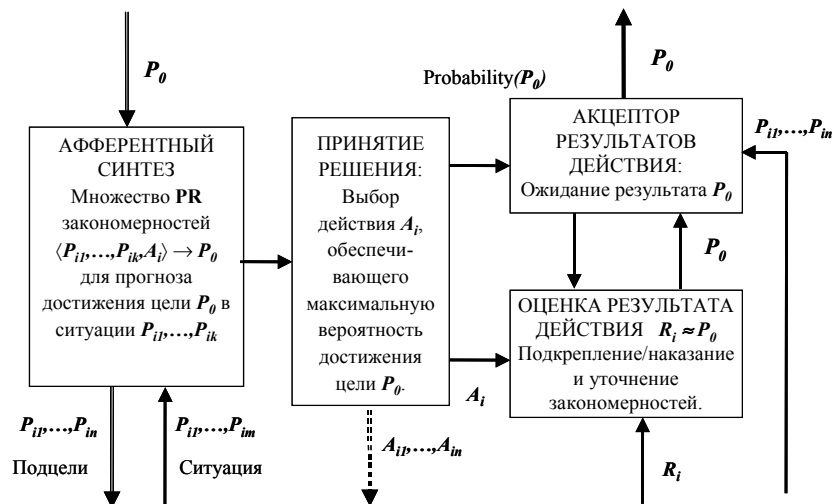 P₀
Probability(P₀)
P₀
АФФЕРЕНТНЫЙ
СИНТЕЗ
Множество PR
закономерностей
⟨Pᵢ₁,…,Pᵢₖ,Aᵢ⟩ → P₀
для прогноза
достижения цели P₀ в
ситуации Pᵢ₁,…,Pᵢₖ
ПРИНЯТИЕ
РЕШЕНИЯ:
Выбор
действия Aᵢ,
обеспечи-
вающего
максимальную
вероятность
достижения
цели P₀.
АКЦЕПТОР
РЕЗУЛЬТАТОВ
ДЕЙСТВИЯ:
Ожидание результата P₀
Pᵢ₁,…,Pᵢₙ
P₀
ОЦЕНКА РЕЗУЛЬТАТА
ДЕЙСТВИЯ Rᵢ ≈ P₀
Подкрепление/наказание
и уточнение
закономерностей.
Aᵢ
Pᵢ₁,…,Pᵢₙ
Подцели
Pᵢ₁,…,Pᵢₘ
Ситуация
Aᵢ₁,…,Aᵢₙ
Rᵢ